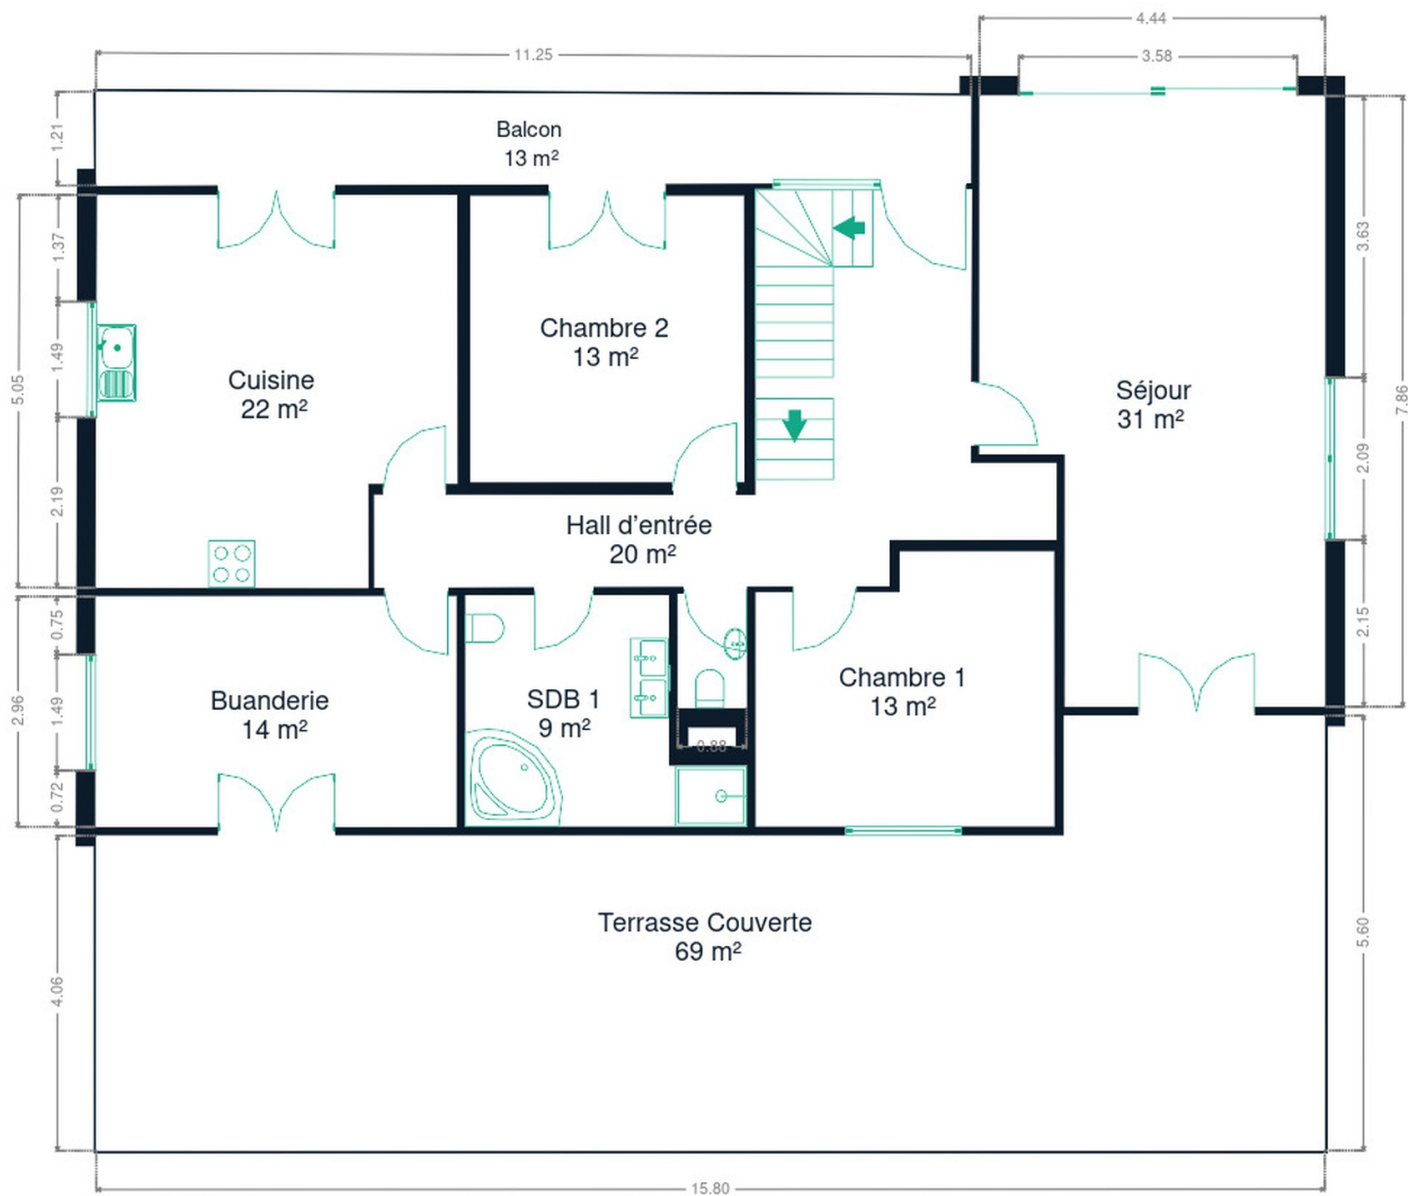 4.44
11.25
3.58
1.21
Balcon
13 m²
1.37
3.63
5.05
1.49
Chambre 2
13 m²
Cuisine
22 m²
Séjour
31 m²
7.86
2.09
2.19
Hall d’entrée
20 m²
0.75
2.15
2.96
1.49
Buanderie
14 m²
SDB 1
9 m²
Chambre 1
13 m²
0.88
0.72
Terrasse Couverte
69 m²
5.60
4.06
15.80